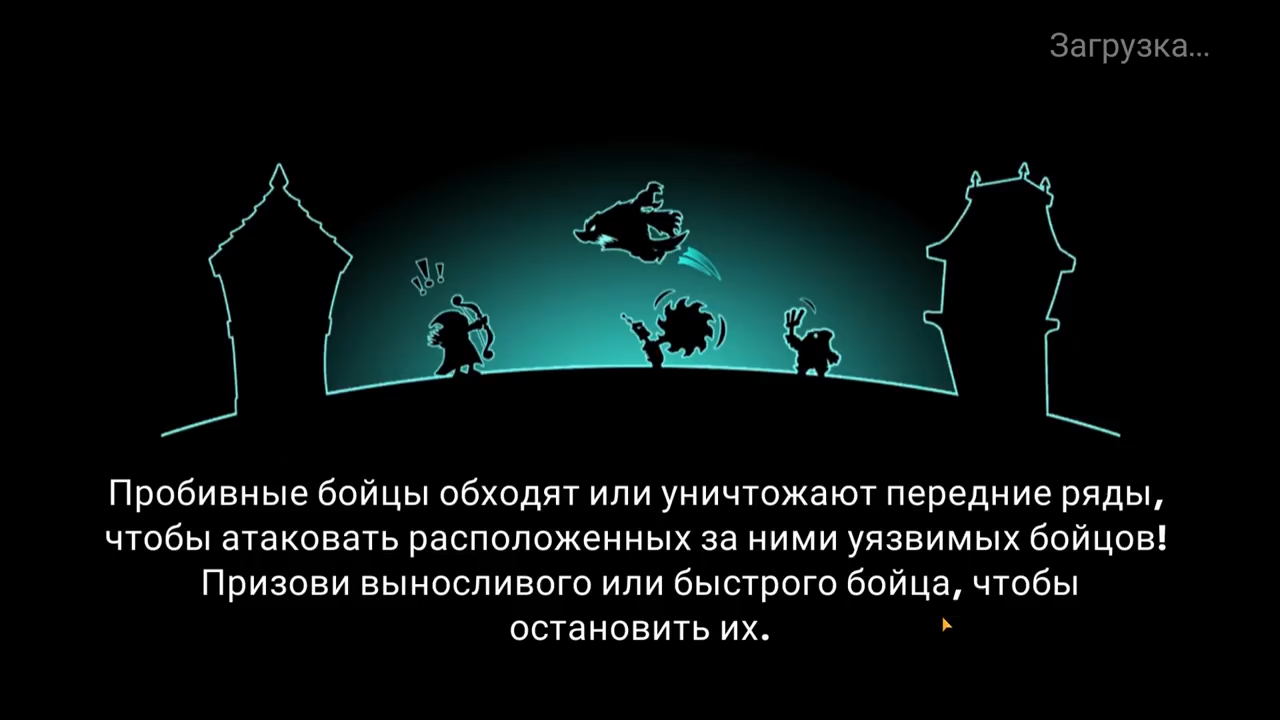 Загрузка...
!!!
Пробивные бойцы обходят или уничтожают передние ряды,
чтобы атаковать расположенных за ними уязвимых бойцов!
Призови выносливого или быстрого бойца, чтобы
остановить их.